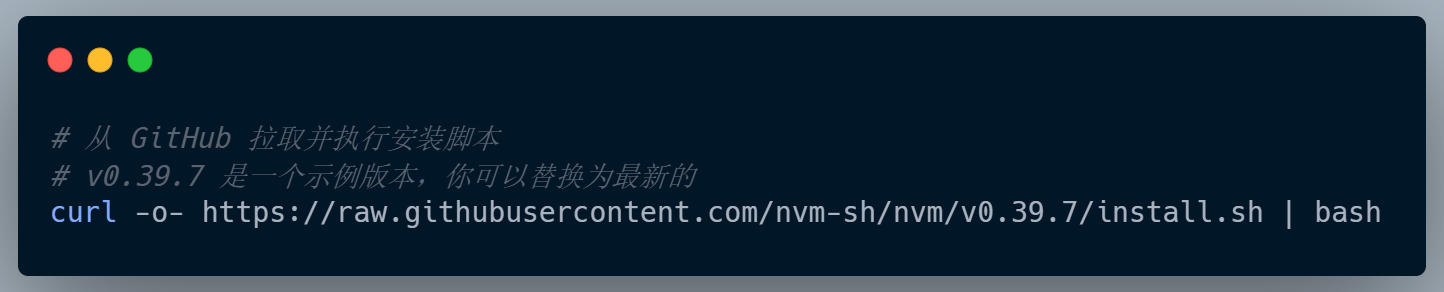 # 从 GitHub 拉取并执行安装脚本
# v0.39.7 是一个示例版本，你可以替换为最新的
curl -o- https://raw.githubusercontent.com/nvm-sh/nvm/v0.39.7/install.sh | bash